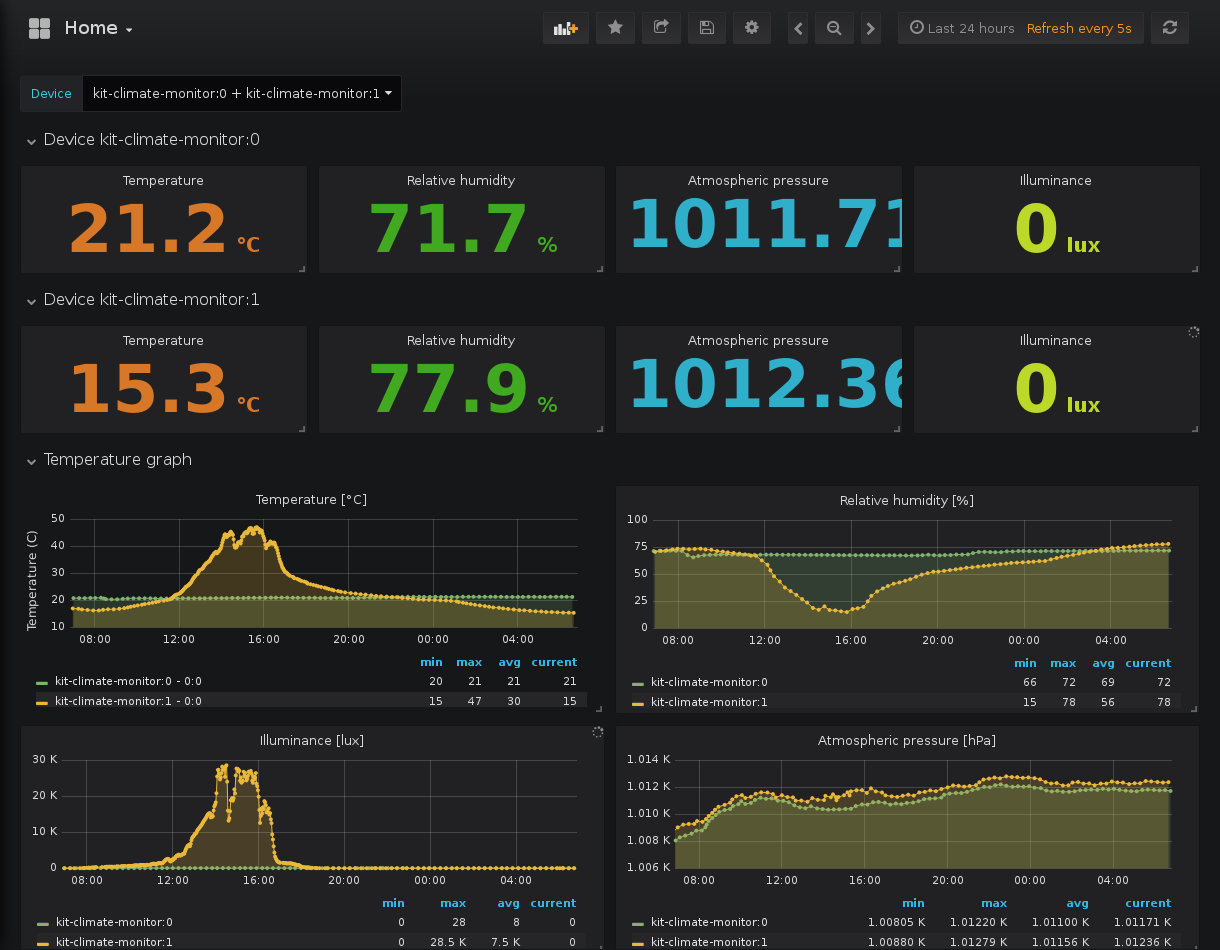 Home
Last 24 hours Refresh every 5s
Device kit-climate-monitor:0 + kit-climate-monitor:1
Device kit-climate-monitor:0
Temperature Relative humidity Atmospheric pressure Illuminance
21.2 °C 71.7 % 1011.71 0 lux
Device kit-climate-monitor:1
Temperature Relative humidity Atmospheric pressure Illuminance
15.3 °C 77.9 % 1012.36 0 lux
Temperature graph
Temperature [°C]
Temperature (C)
50
40
30
20
10
08:00 12:00 16:00 20:00 00:00 04:00
min max avg current
kit-climate-monitor:0 - 0:0 20 21 21 21
kit-climate-monitor:1 - 0:0 15 47 30 15
Relative humidity [%]
100
75
50
25
0
08:00 12:00 16:00 20:00 00:00 04:00
min max avg current
kit-climate-monitor:0 66 72 69 72
kit-climate-monitor:1 15 78 56 78
Illuminance [lux]
30 K
20 K
10 K
0
08:00 12:00 16:00 20:00 00:00 04:00
min max avg current
kit-climate-monitor:0 0 28 8 0
kit-climate-monitor:1 0 28.5 K 7.5 K 0
Atmospheric pressure [hPa]
1.014 K
1.012 K
1.010 K
1.008 K
1.006 K
08:00 12:00 16:00 20:00 00:00 04:00
min max avg current
kit-climate-monitor:0 1.00805 K 1.01220 K 1.01100 K 1.01171 K
kit-climate-monitor:1 1.00880 K 1.01279 K 1.01156 K 1.01236 K